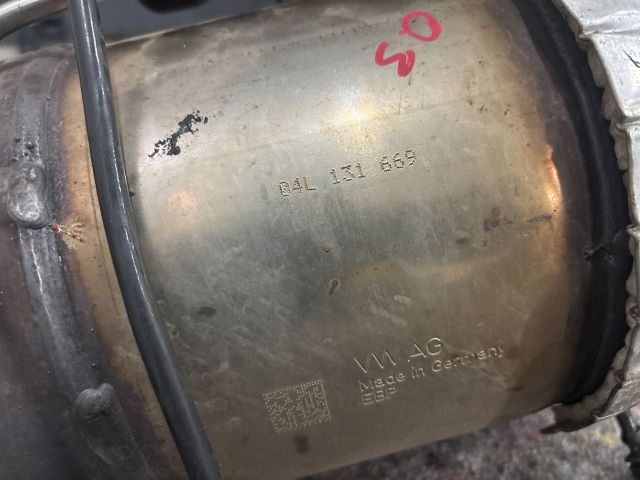 04L 131 669
VW AG
Made in Germany
EBP